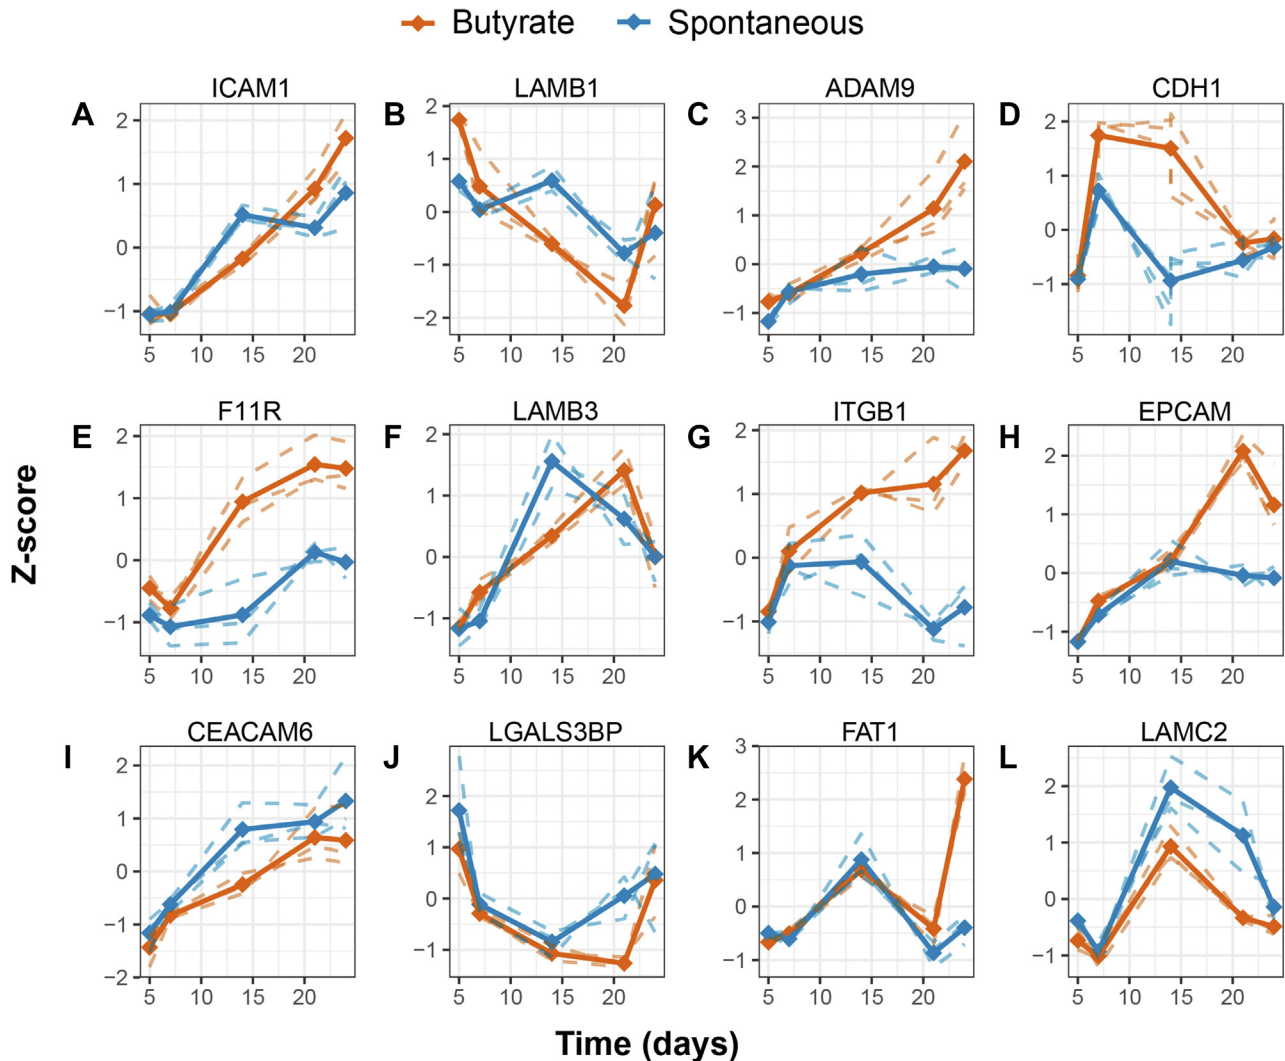 Butyrate Spontaneous
A ICAM1 B LAMB1 C ADAM9 D CDH1
2 1 0 −1
2 1 0 −1 −2
3 2 1 0 −1
2 1 0 −1
5 10 15 20 5 10 15 20 5 10 15 20 5 10 15 20
E F11R F LAMB3 G ITGB1 H EPCAM
2 1 0 −1
2 1 0 −1
2 1 0 −1
2 1 0 −1
5 10 15 20 5 10 15 20 5 10 15 20 5 10 15 20
Z-score
I CEACAM6 J LGALS3BP K FAT1 L LAMC2
2 1 0 −1 −2
2 1 0 −1
3 2 1 0 −1
2 1 0 −1
5 10 15 20 5 10 15 20 5 10 15 20 5 10 15 20
Time (days)